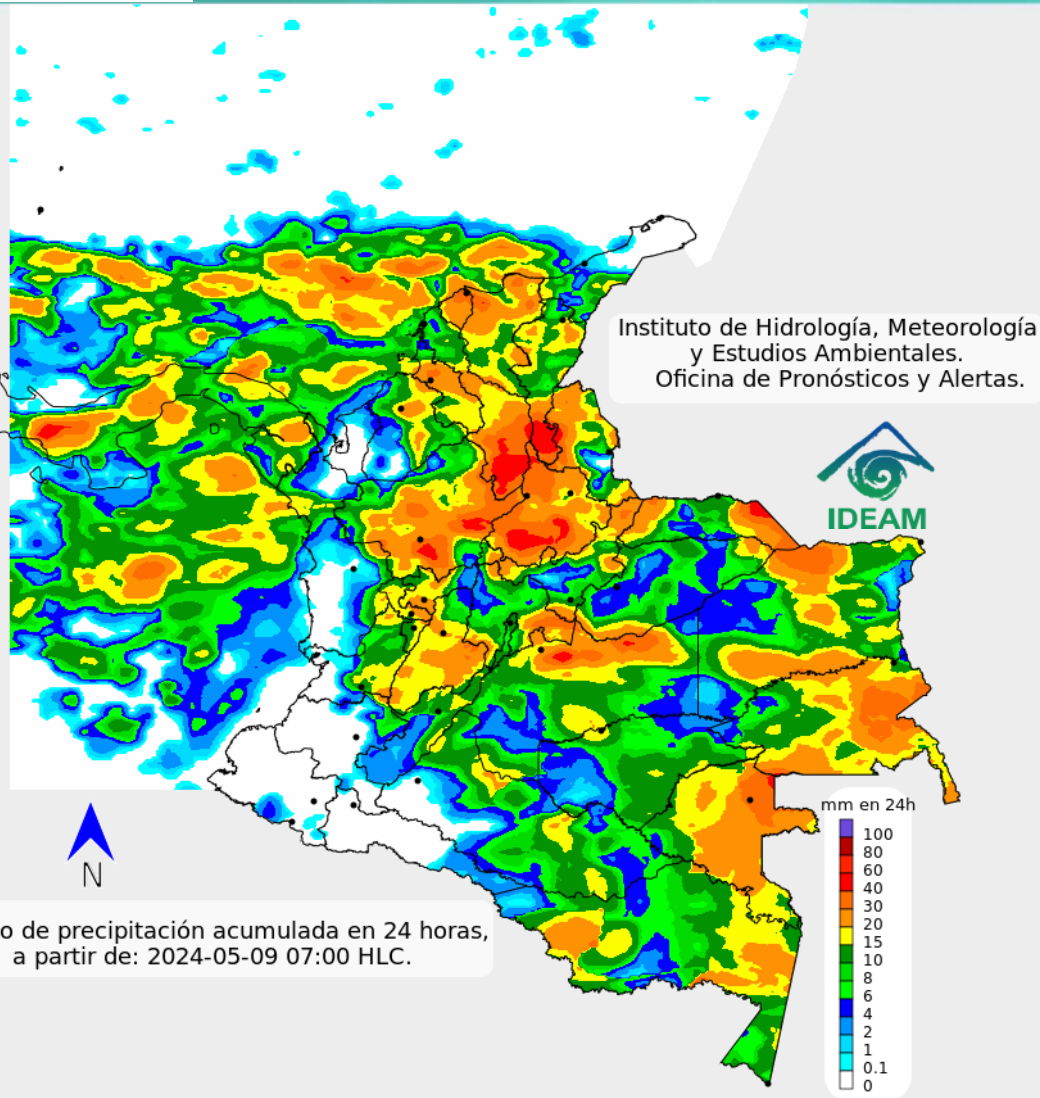 Instituto de Hidrología, Meteorología
y Estudios Ambientales.
Oficina de Pronósticos y Alertas.
IDEAM
mm en 24h
100
80
60
40
30
20
15
10
8
6
4
2
1
0.1
0
N
o de precipitación acumulada en 24 horas,
a partir de: 2024-05-09 07:00 HLC.